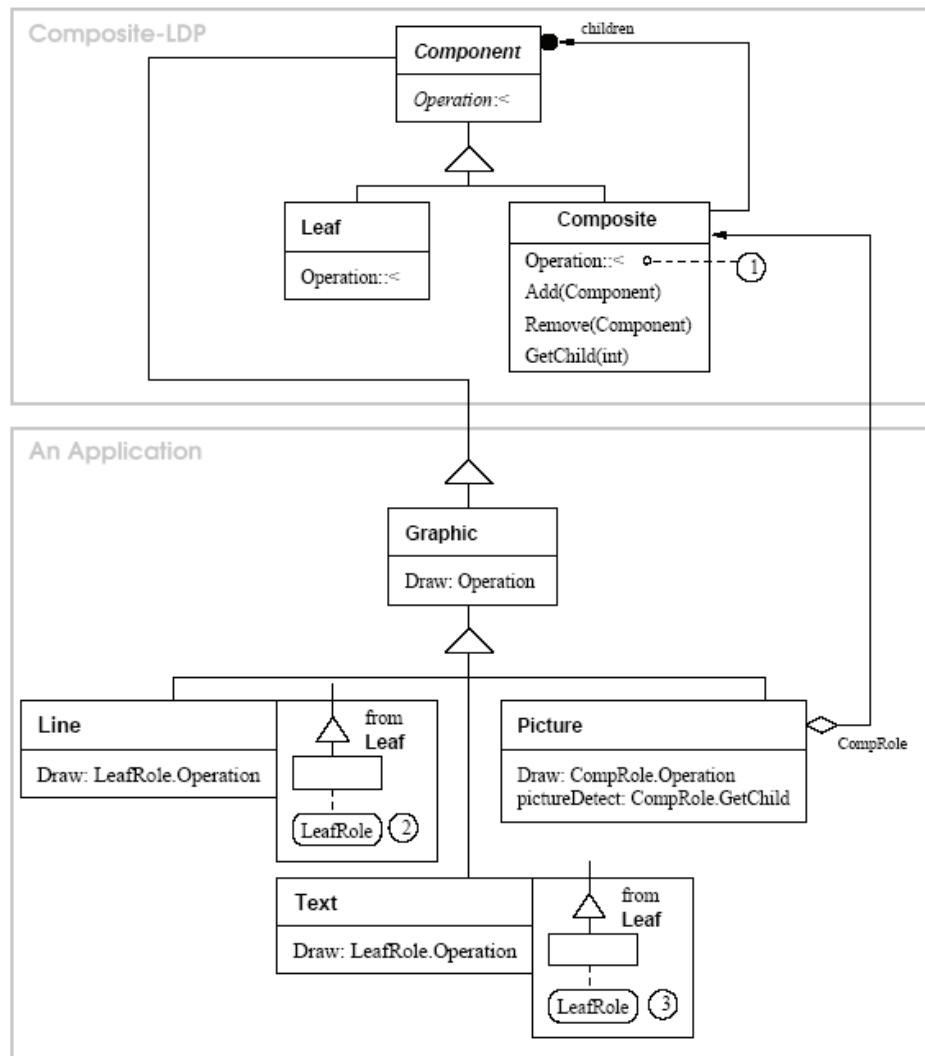 Composite-LDP
children
Component
Operation:<
Leaf
Operation::<
Composite
Operation::<
1
Add(Component)
Remove(Component)
GetChild(int)
An Application
Graphic
Draw: Operation
Line
Draw: LeafRole.Operation
from
Leaf
LeafRole
2
Picture
Draw: CompRole.Operation
pictureDetect: CompRole.GetChild
CompRole
Text
Draw: LeafRole.Operation
from
Leaf
LeafRole
3